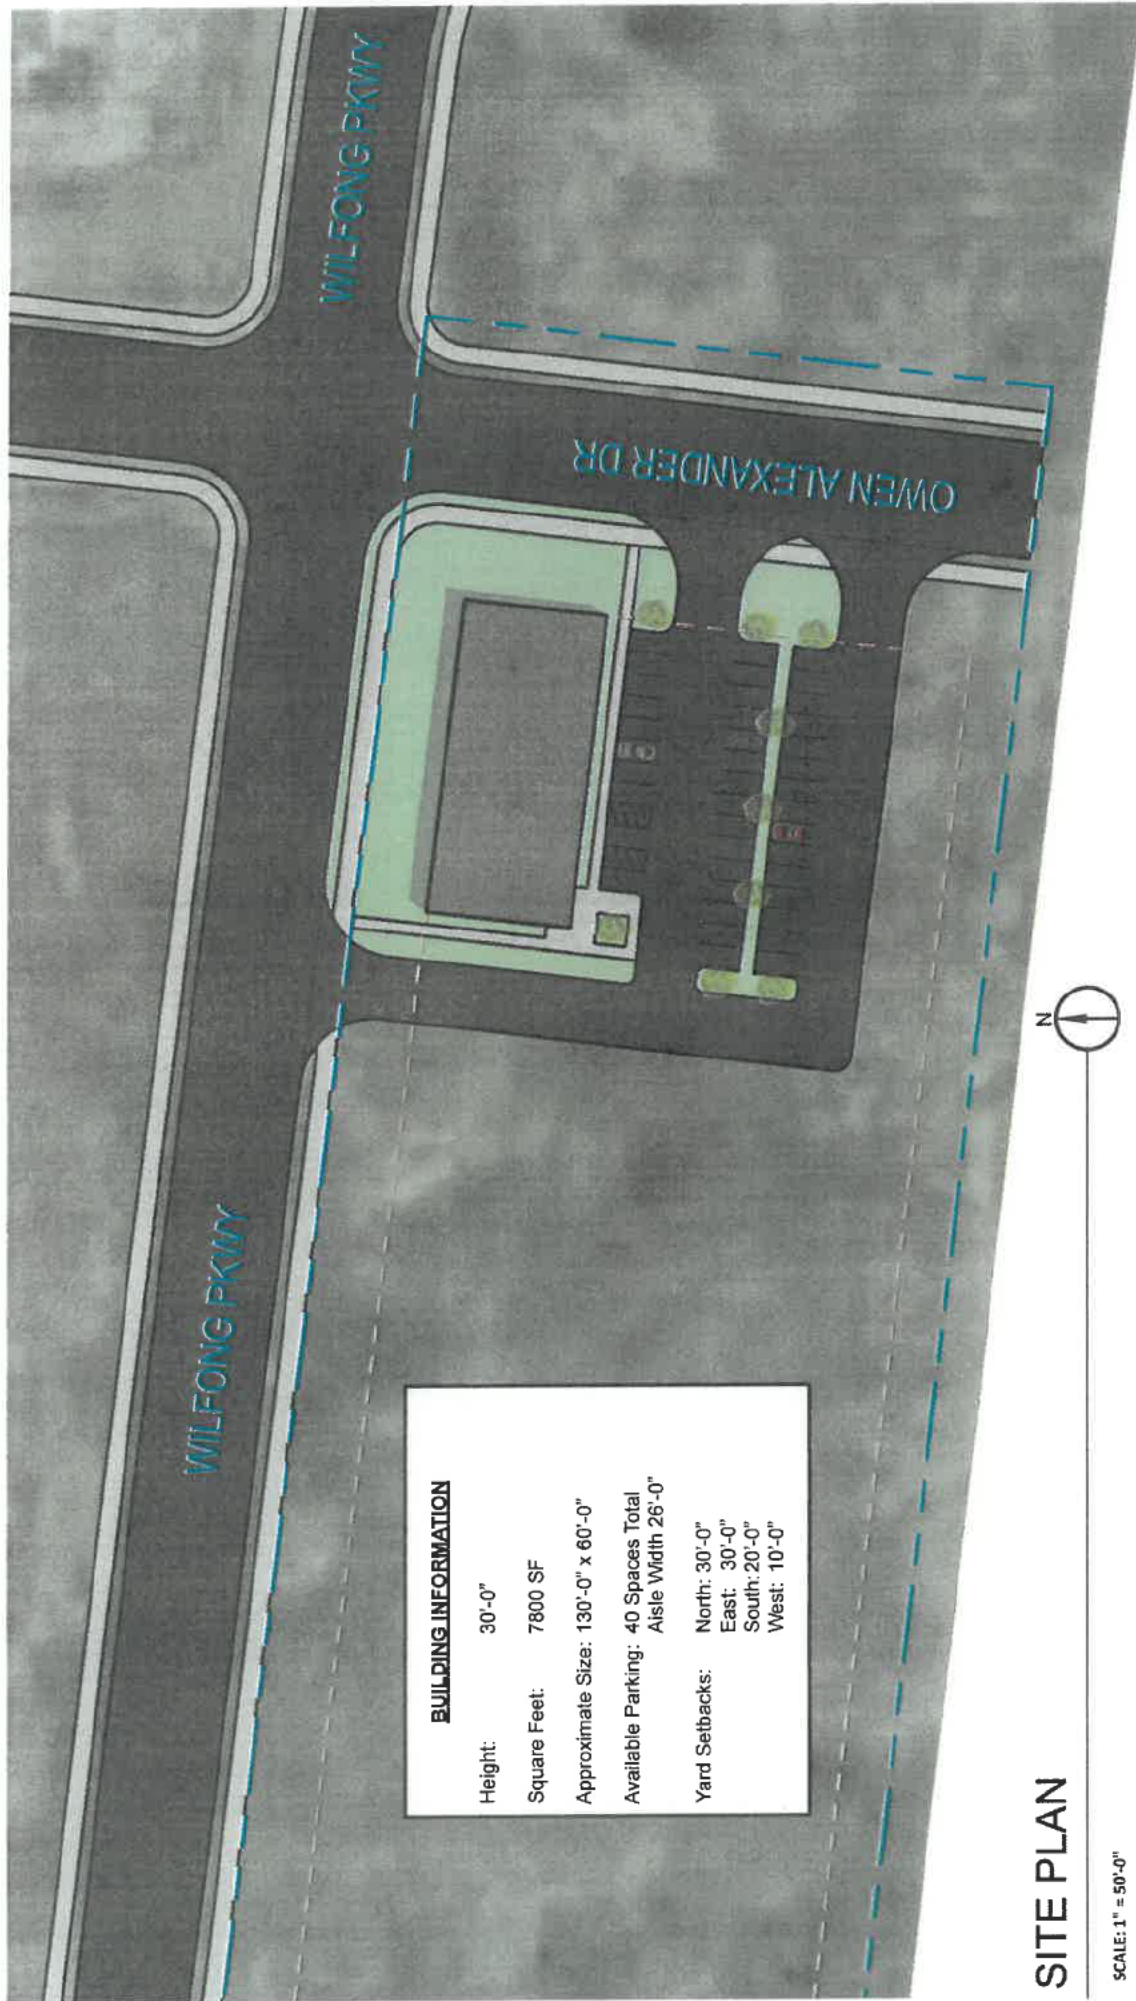 WILFONG PKWY
WILFONG PKWY
OWEN ALEXANDER DR
BUILDING INFORMATION
Height: 30'-0"
Square Feet: 7800 SF
Approximate Size: 130'-0" x 60'-0"
Available Parking: 40 Spaces Total
Aisle Width 26'-0"
Yard Setbacks: North: 30'-0"
East: 30'-0"
South: 20'-0"
West: 10'-0"
N
SITE PLAN
SCALE: 1" = 50'-0"